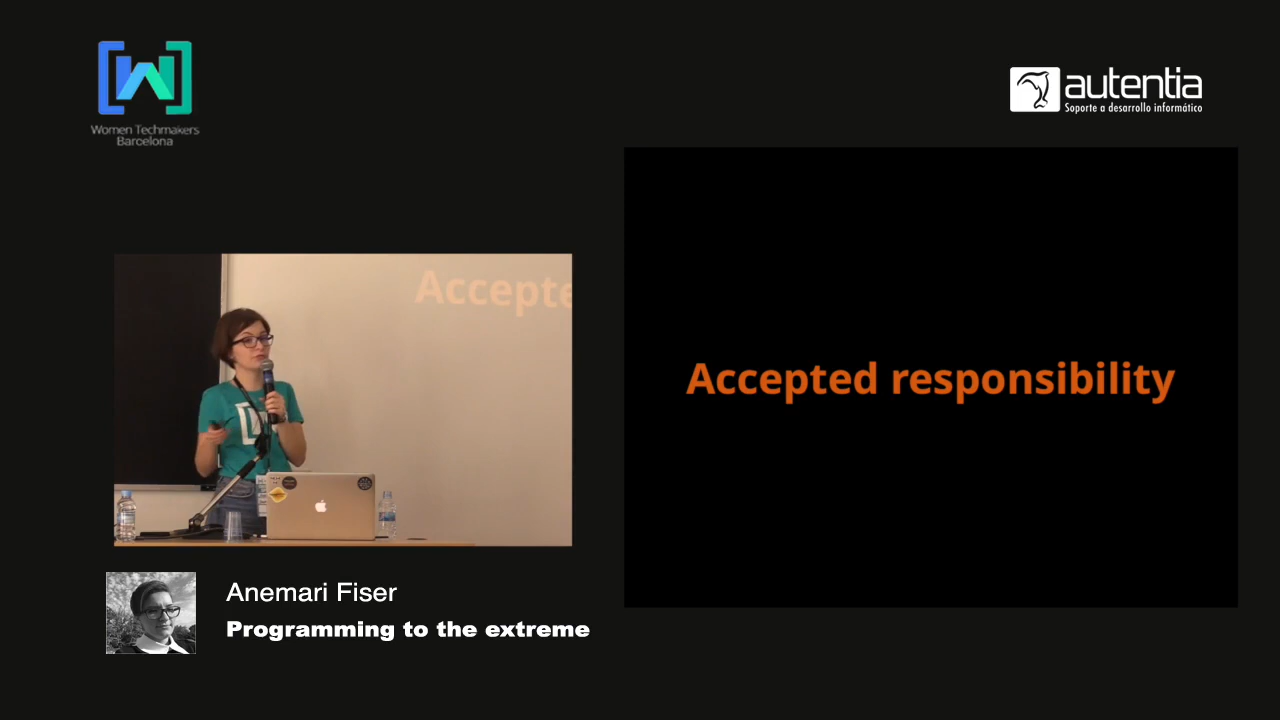 Women Techmakers
Barcelona
autentia
Soporte a desarrollo informático
Accepte
Accepted responsibility
Anemari Fiser
Programming to the extreme